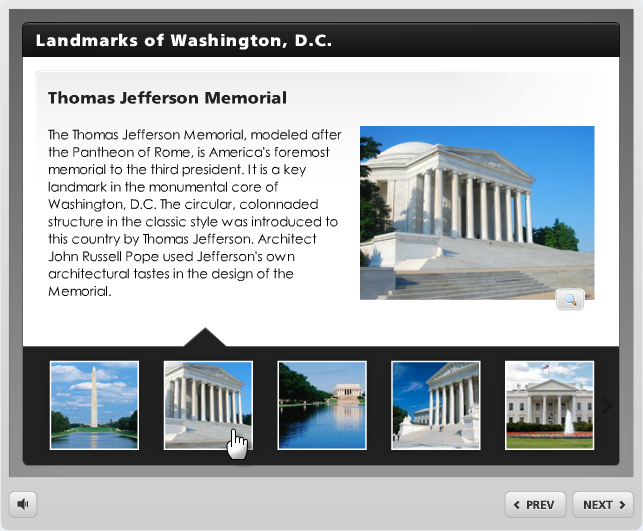 Landmarks of Washington, D.C.
Thomas Jefferson Memorial
The Thomas Jefferson Memorial, modeled after
the Pantheon of Rome, is America's foremost
memorial to the third president. It is a key
landmark in the monumental core of
Washington, D.C. The circular, colonnaded
structure in the classic style was introduced to
this country by Thomas Jefferson. Architect
John Russell Pope used Jefferson's own
architectural tastes in the design of the
Memorial.
PREV
NEXT